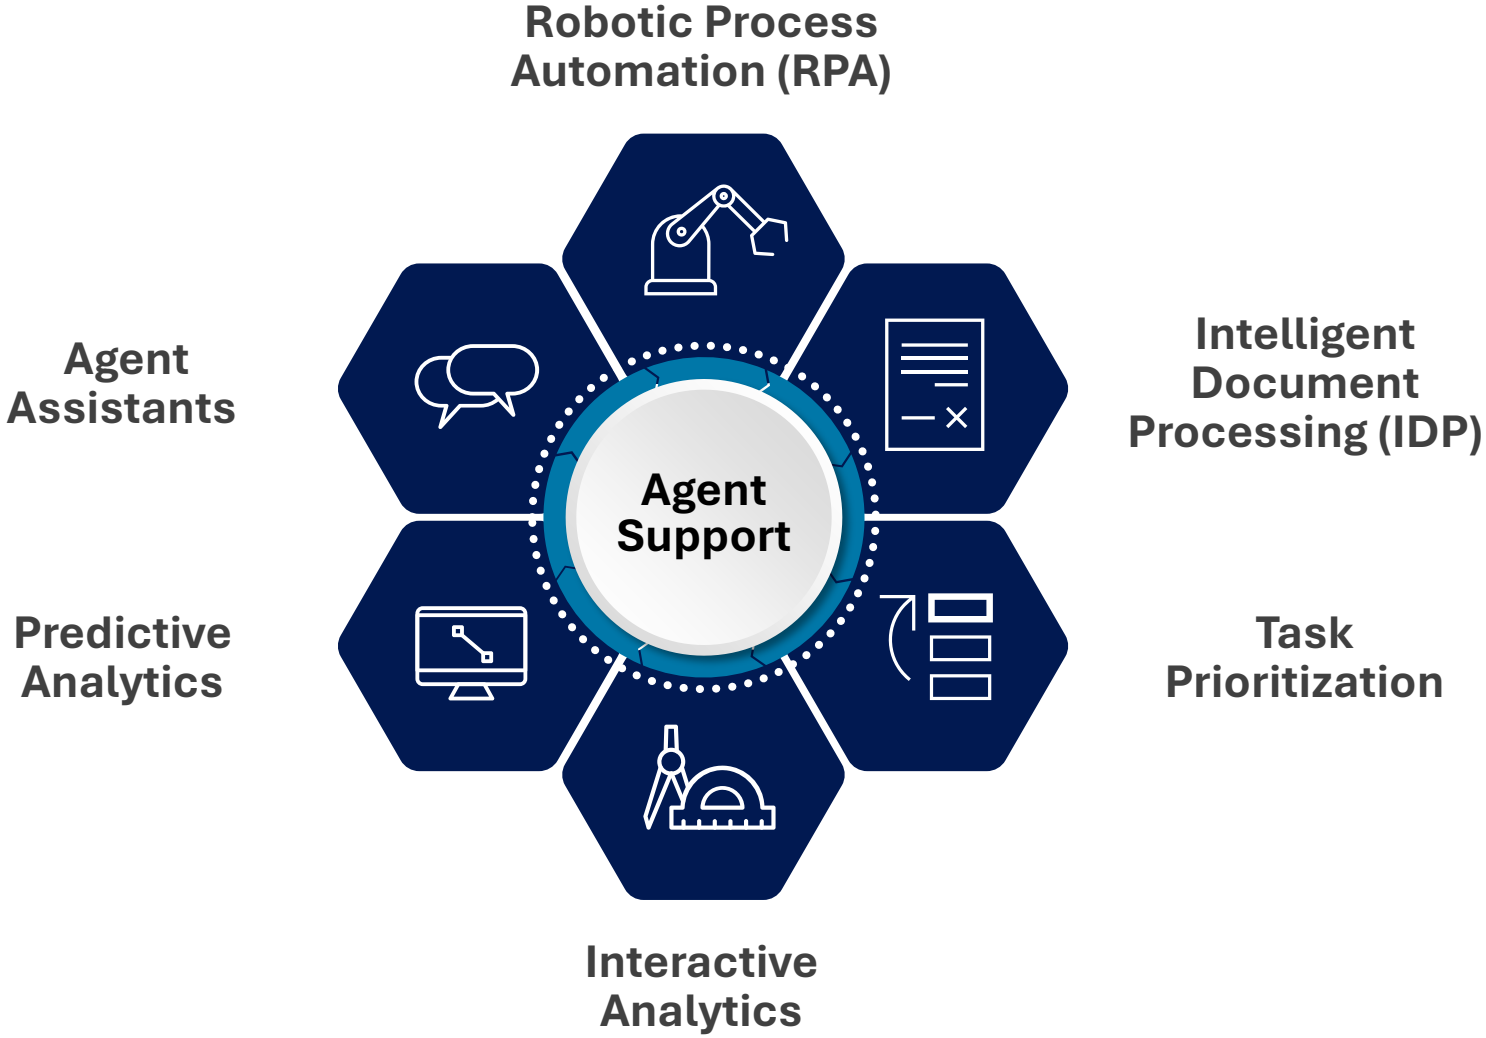 Robotic Process
Automation (RPA)
Intelligent
Document
Processing (IDP)
Agent
Assistants
Agent
Support
Predictive
Analytics
Task
Prioritization
Interactive
Analytics